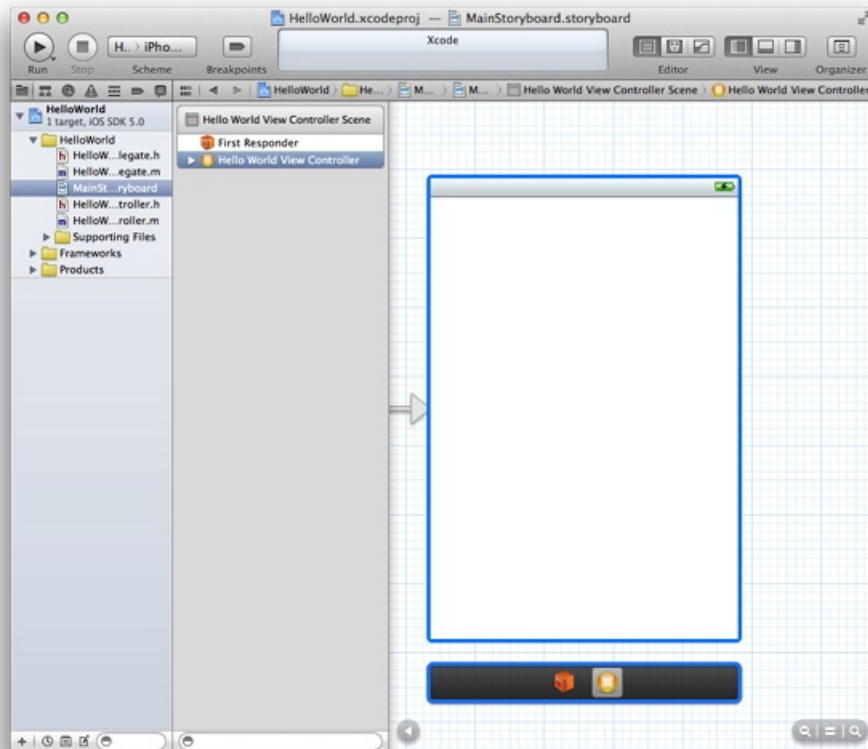 HelloWorld.xcodeproj — MainStoryboard.storyboard
H... iPho...
Xcode
Run Stop Scheme Breakpoints Editor View Organizer
HelloWorld He... M... M... Hello World View Controller Scene Hello World View Controller
HelloWorld
1 target, iOS SDK 5.0
HelloWorld
h HelloW...legate.h
m HelloW...egate.m
MainSt...ryboard
h HelloW...troller.h
m HelloW...roller.m
Supporting Files
Frameworks
Products
Hello World View Controller Scene
First Responder
Hello World View Controller